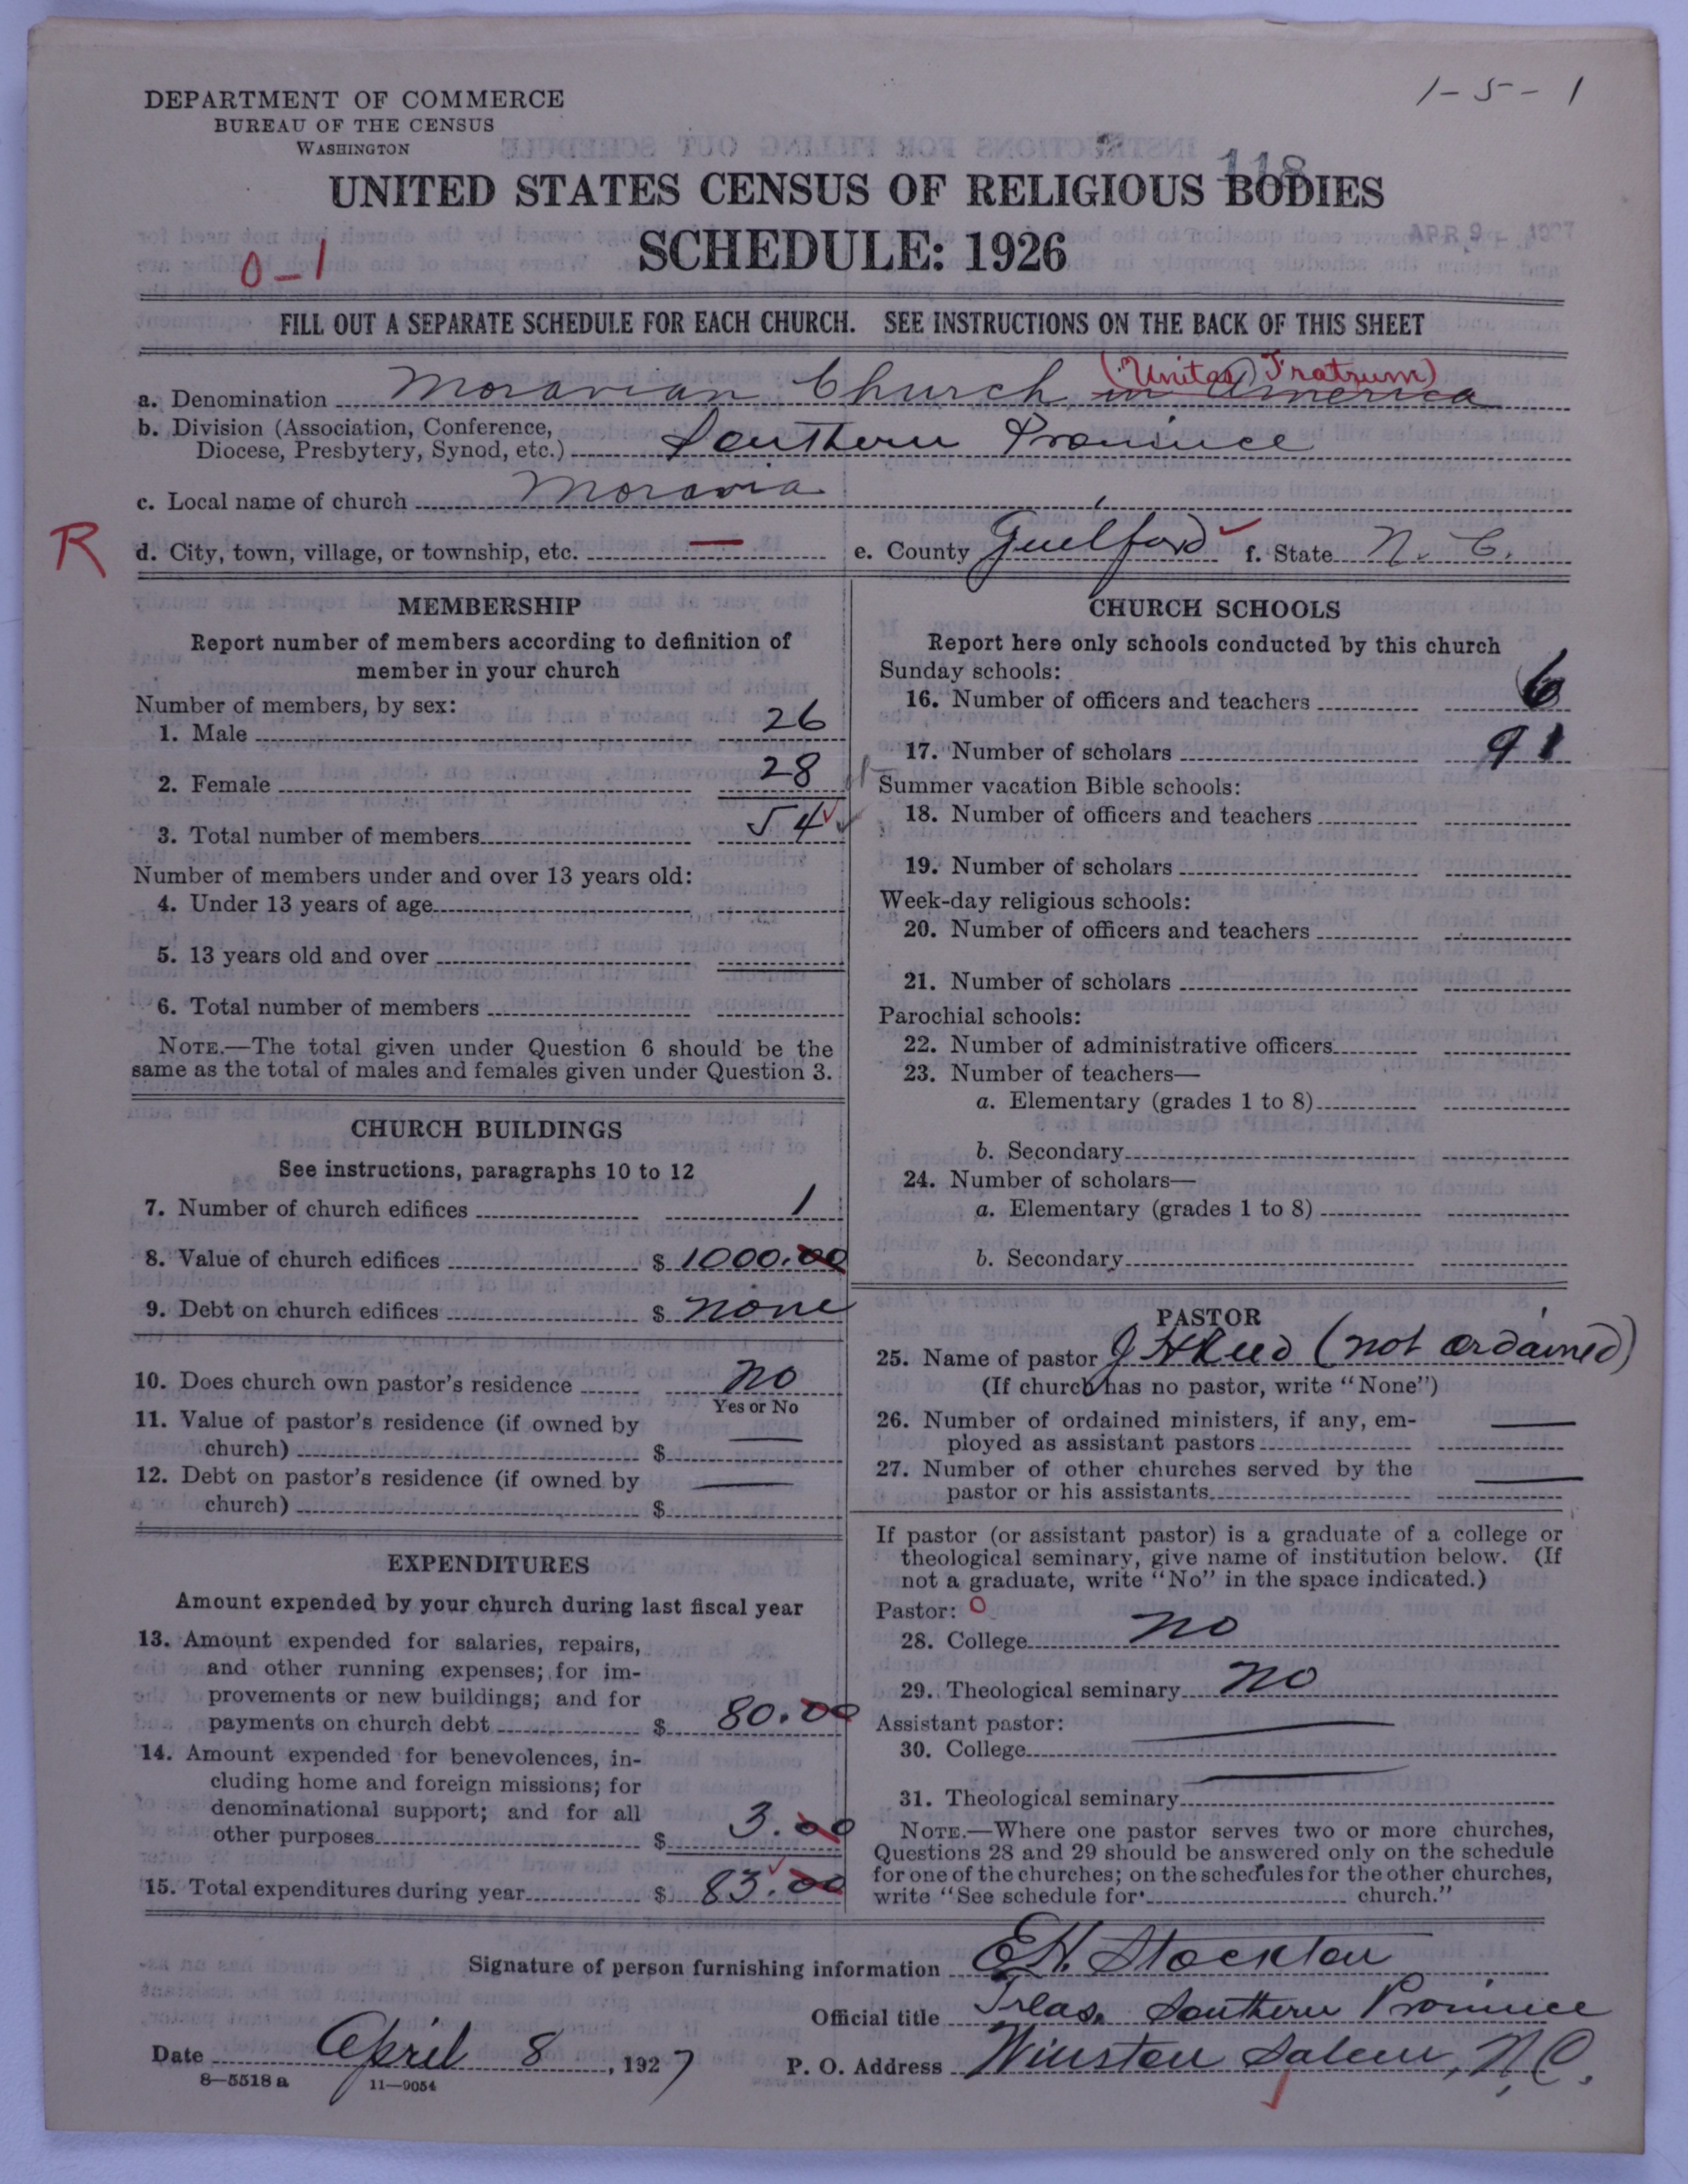 DEPARTMENT OF COMMERCE
BUREAU OF THE CENSUS
WASHINGTON
1-5-1
118
UNITED STATES CENSUS OF RELIGIOUS BODIES
APR 9 - 1927
SCHEDULE: 1926
0-1
FILL OUT A SEPARATE SCHEDULE FOR EACH CHURCH. SEE INSTRUCTIONS ON THE BACK OF THIS SHEET
(Unitas Fratrum)
a. Denomination Moravian Church in America
b. Division (Association, Conference,
Diocese, Presbytery, Synod, etc.) Southern Province
c. Local name of church Moravia
R
d. City, town, village, or township, etc. — e. County Guilford f. State N. C.
MEMBERSHIP
Report number of members according to definition of
member in your church
Number of members, by sex:
1. Male 26
2. Female 28
3. Total number of members 54
Number of members under and over 13 years old:
4. Under 13 years of age
5. 13 years old and over
6. Total number of members
NOTE.—The total given under Question 6 should be the
same as the total of males and females given under Question 3.
CHURCH BUILDINGS
See instructions, paragraphs 10 to 12
7. Number of church edifices 1
8. Value of church edifices $ 1000.00
9. Debt on church edifices $ none
10. Does church own pastor's residence no
Yes or No
11. Value of pastor's residence (if owned by
church) $ —
12. Debt on pastor's residence (if owned by
church) $ —
EXPENDITURES
Amount expended by your church during last fiscal year
13. Amount expended for salaries, repairs,
and other running expenses; for im-
provements or new buildings; and for
payments on church debt $ 80.00
14. Amount expended for benevolences, in-
cluding home and foreign missions; for
denominational support; and for all
other purposes $ 3.00
15. Total expenditures during year $ 83.00
CHURCH SCHOOLS
Report here only schools conducted by this church
Sunday schools:
16. Number of officers and teachers 6
17. Number of scholars 91
Summer vacation Bible schools:
18. Number of officers and teachers
19. Number of scholars
Week-day religious schools:
20. Number of officers and teachers
21. Number of scholars
Parochial schools:
22. Number of administrative officers
23. Number of teachers—
a. Elementary (grades 1 to 8)
b. Secondary
24. Number of scholars—
a. Elementary (grades 1 to 8)
b. Secondary
PASTOR
25. Name of pastor J H Reed (not ordained)
(If church has no pastor, write "None")
26. Number of ordained ministers, if any, em-
ployed as assistant pastors —
27. Number of other churches served by the
pastor or his assistants —
If pastor (or assistant pastor) is a graduate of a college or
theological seminary, give name of institution below. (If
not a graduate, write "No" in the space indicated.)
Pastor: 0
28. College no
29. Theological seminary no
Assistant pastor:
30. College —
31. Theological seminary —
NOTE.—Where one pastor serves two or more churches,
Questions 28 and 29 should be answered only on the schedule
for one of the churches; on the schedules for the other churches,
write "See schedule for church."
Signature of person furnishing information E. H. Stockton
Official title Treas. Southern Province
Date April 8, 1927 P. O. Address Winston Salem, N. C.
8—5518 a 11—9054